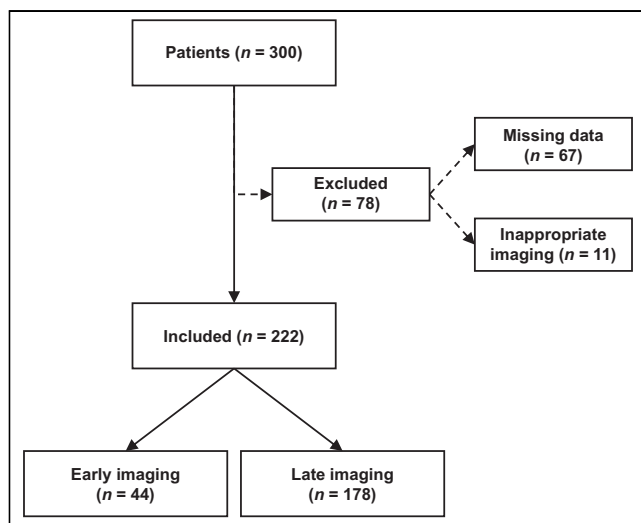 Patients (n = 300)
Missing data
(n = 67)
Excluded
(n = 78)
Inappropriate
imaging (n = 11)
Included (n = 222)
Early imaging
(n = 44)
Late imaging
(n = 178)